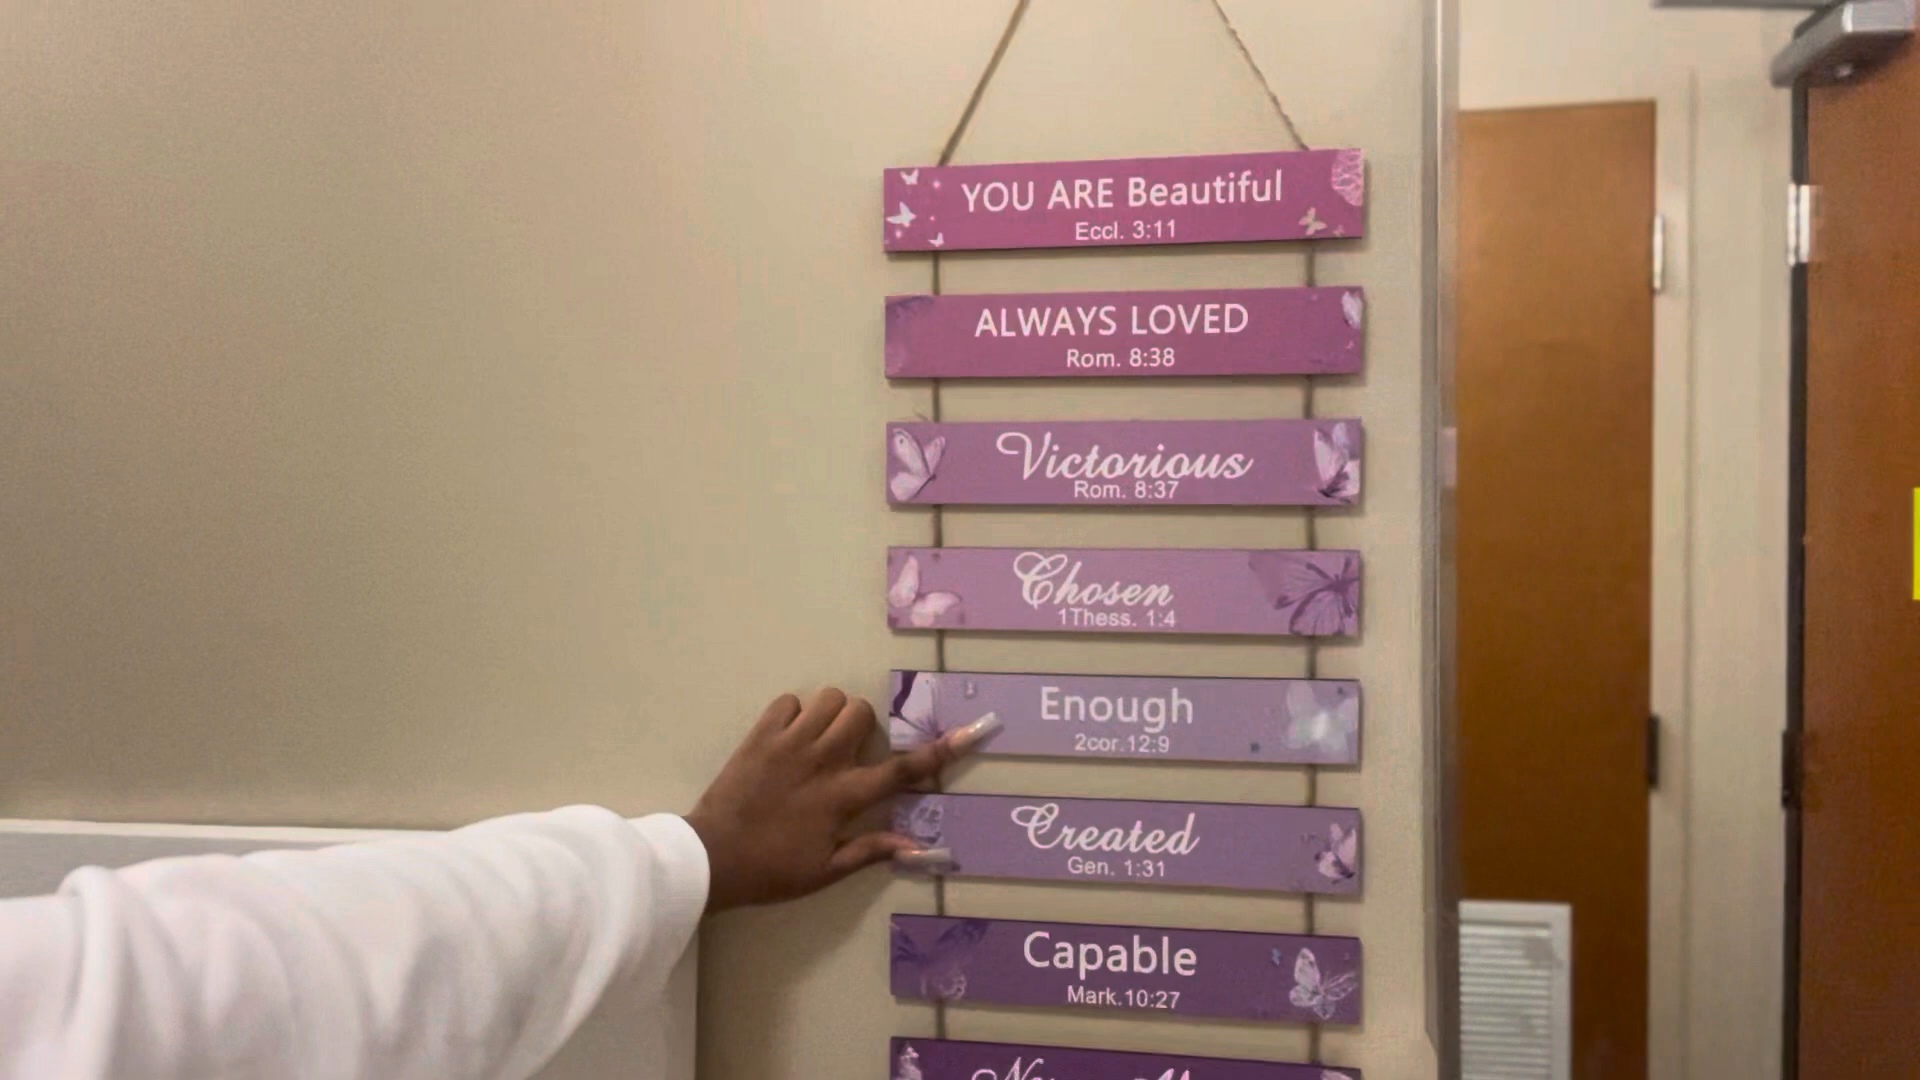 YOU ARE Beautiful
Eccl. 3:11
ALWAYS LOVED
Rom. 8:38
Victorious
Rom. 8:37
Chosen
1Thess. 1:4
Enough
2cor.12:9
Created
Gen. 1:31
Capable
Mark.10:27